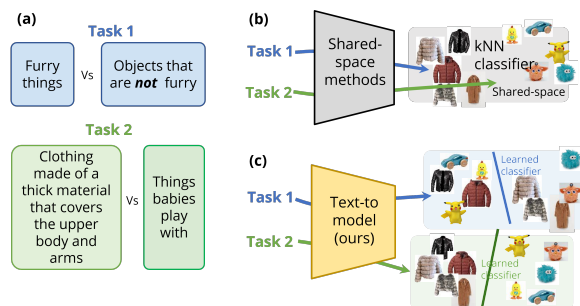 (a)
Task 1
Furry
things
Vs
Objects that
are not furry
Task 2
Clothing
made of a
thick material
that covers
the upper
body and
arms
Vs
Things
babies
play
with
(b)
Task 1
Task 2
Shared-
space
methods
kNN
classifier
Shared-space
(c)
Task 1
Task 2
Text-to
model
(ours)
Learned
classifier
Learned
classifier